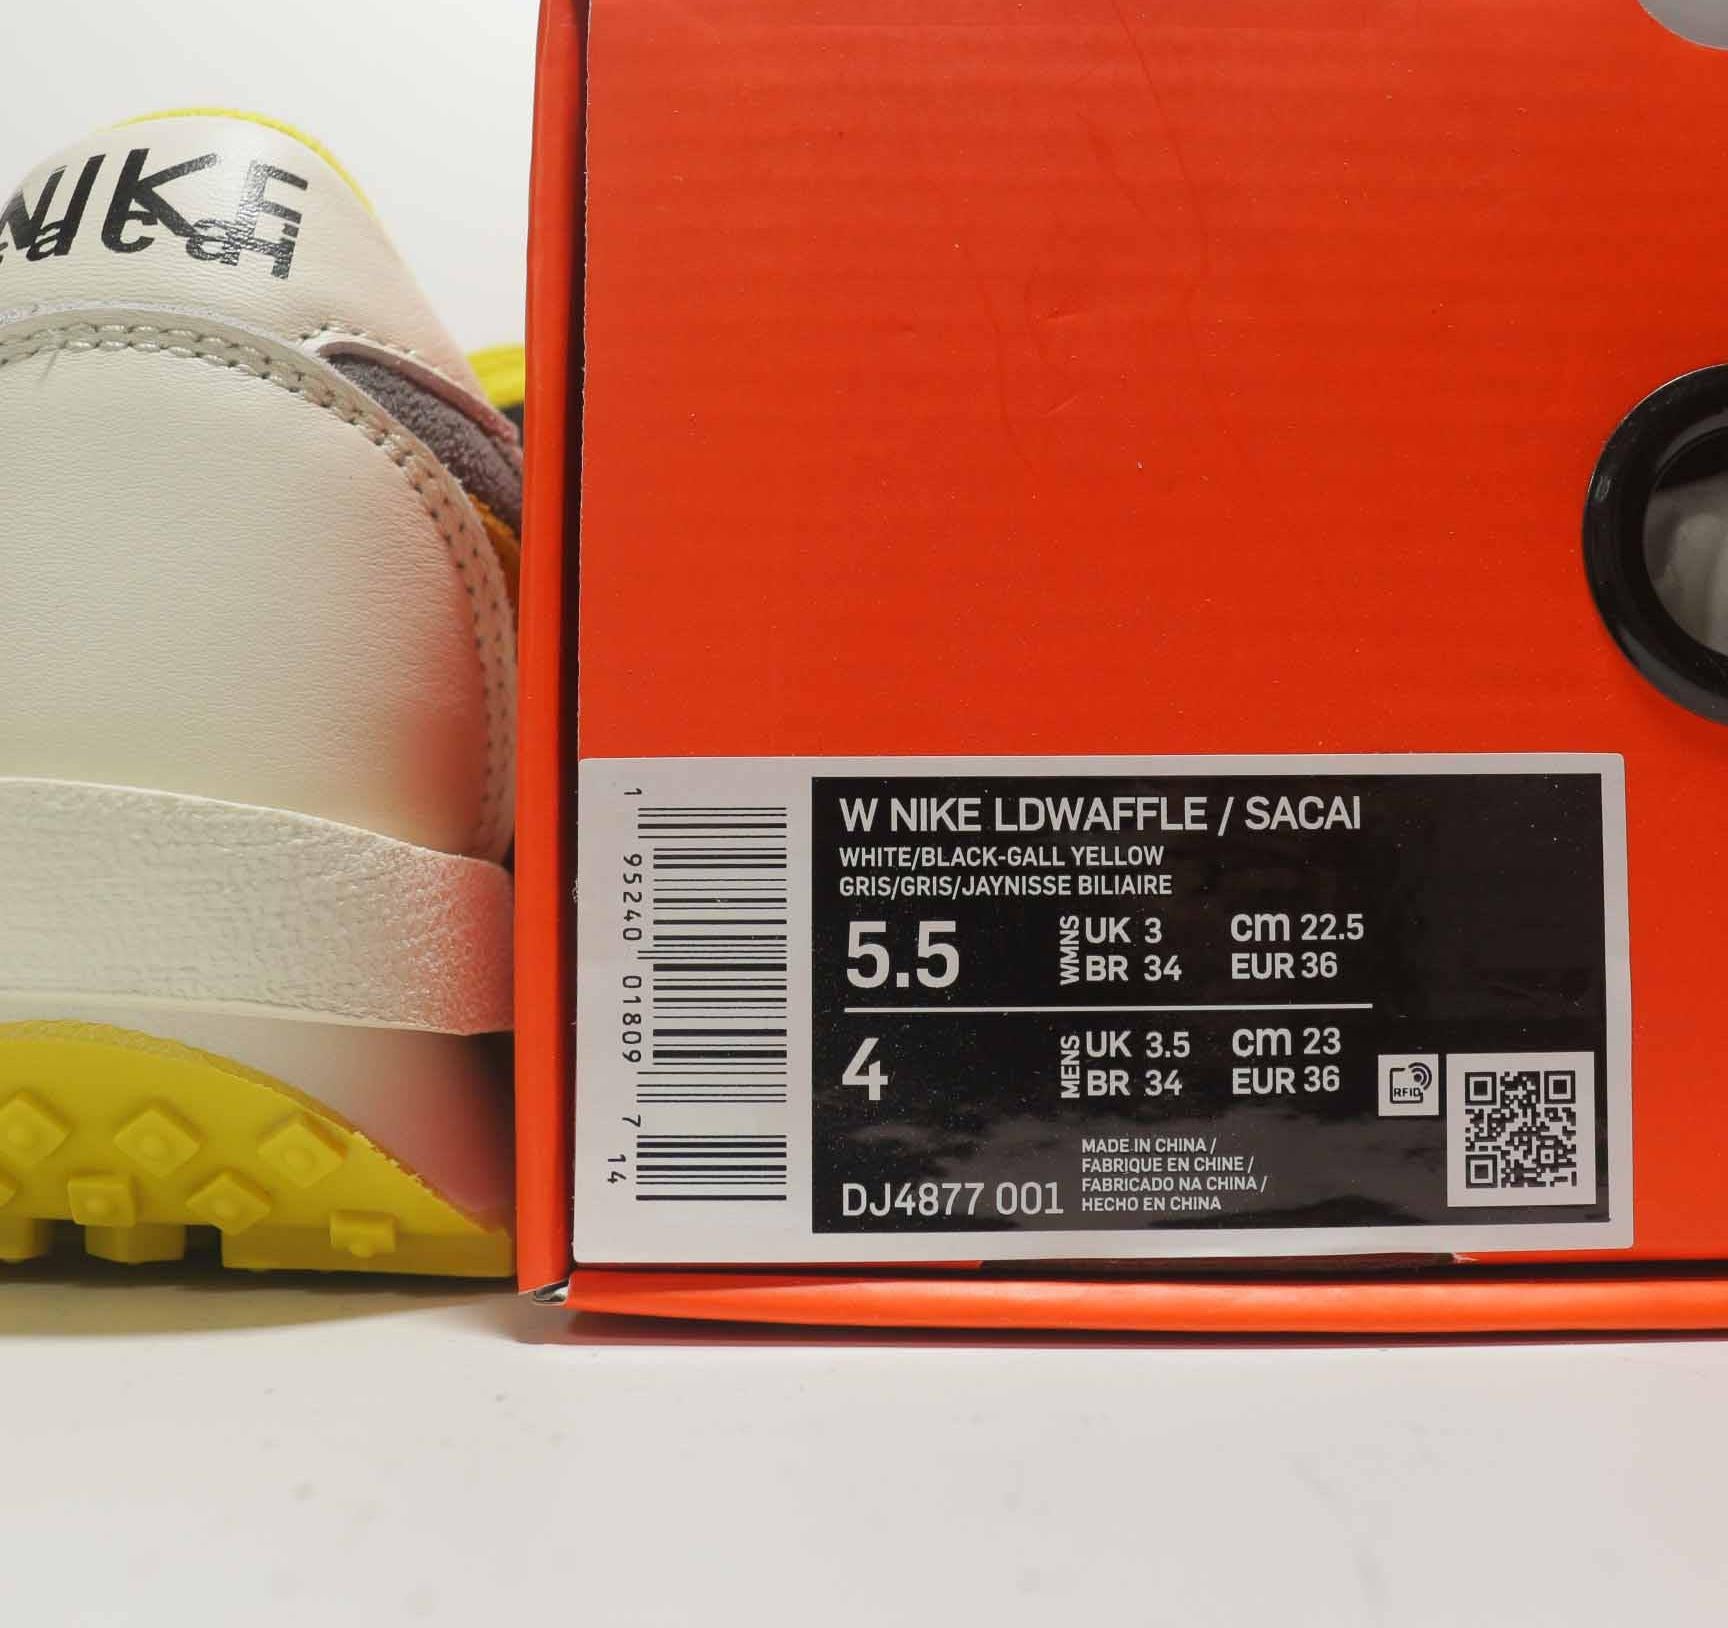 NIKE
sacai
W NIKE LDWAFFLE / SACAI
WHITE/BLACK-GALL YELLOW
GRIS/GRIS/JAYNISSE BILIAIRE
5.5 WMNS UK 3 cm 22.5
BR 34 EUR 36
4 MENS UK 3.5 cm 23
BR 34 EUR 36
RFID
MADE IN CHINA /
FABRIQUE EN CHINE /
FABRICADO NA CHINA /
DJ4877 001 HECHO EN CHINA
1 95240 01809 7 14